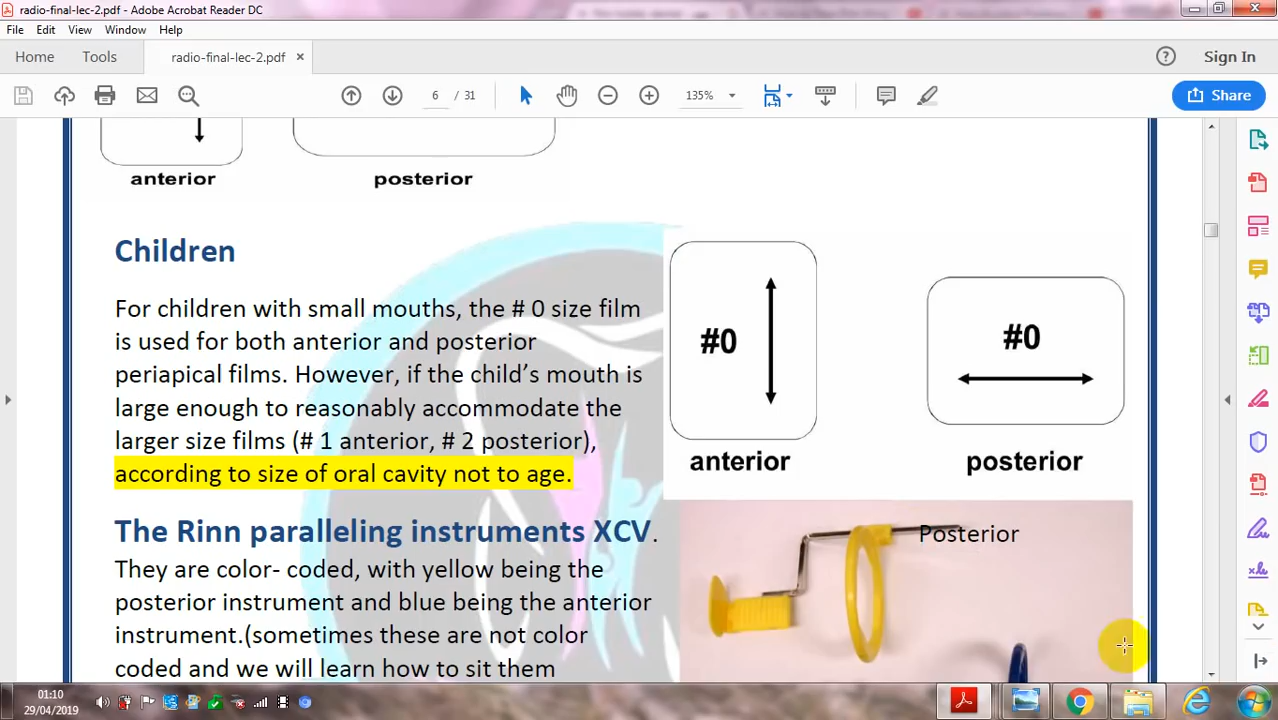 radio-final-lec-2.pdf - Adobe Acrobat Reader DC
File Edit View Window Help
Home Tools radio-final-lec-2.pdf × Sign In
6 / 31 135% Share
anterior posterior
Children
For children with small mouths, the # 0 size film
is used for both anterior and posterior
periapical films. However, if the child’s mouth is
large enough to reasonably accommodate the
larger size films (# 1 anterior, # 2 posterior),
according to size of oral cavity not to age.
#0 #0
anterior posterior
The Rinn paralleling instruments XCV.
They are color- coded, with yellow being the
posterior instrument and blue being the anterior
instrument.(sometimes these are not color
coded and we will learn how to sit them
Posterior
01:10
29/04/2019